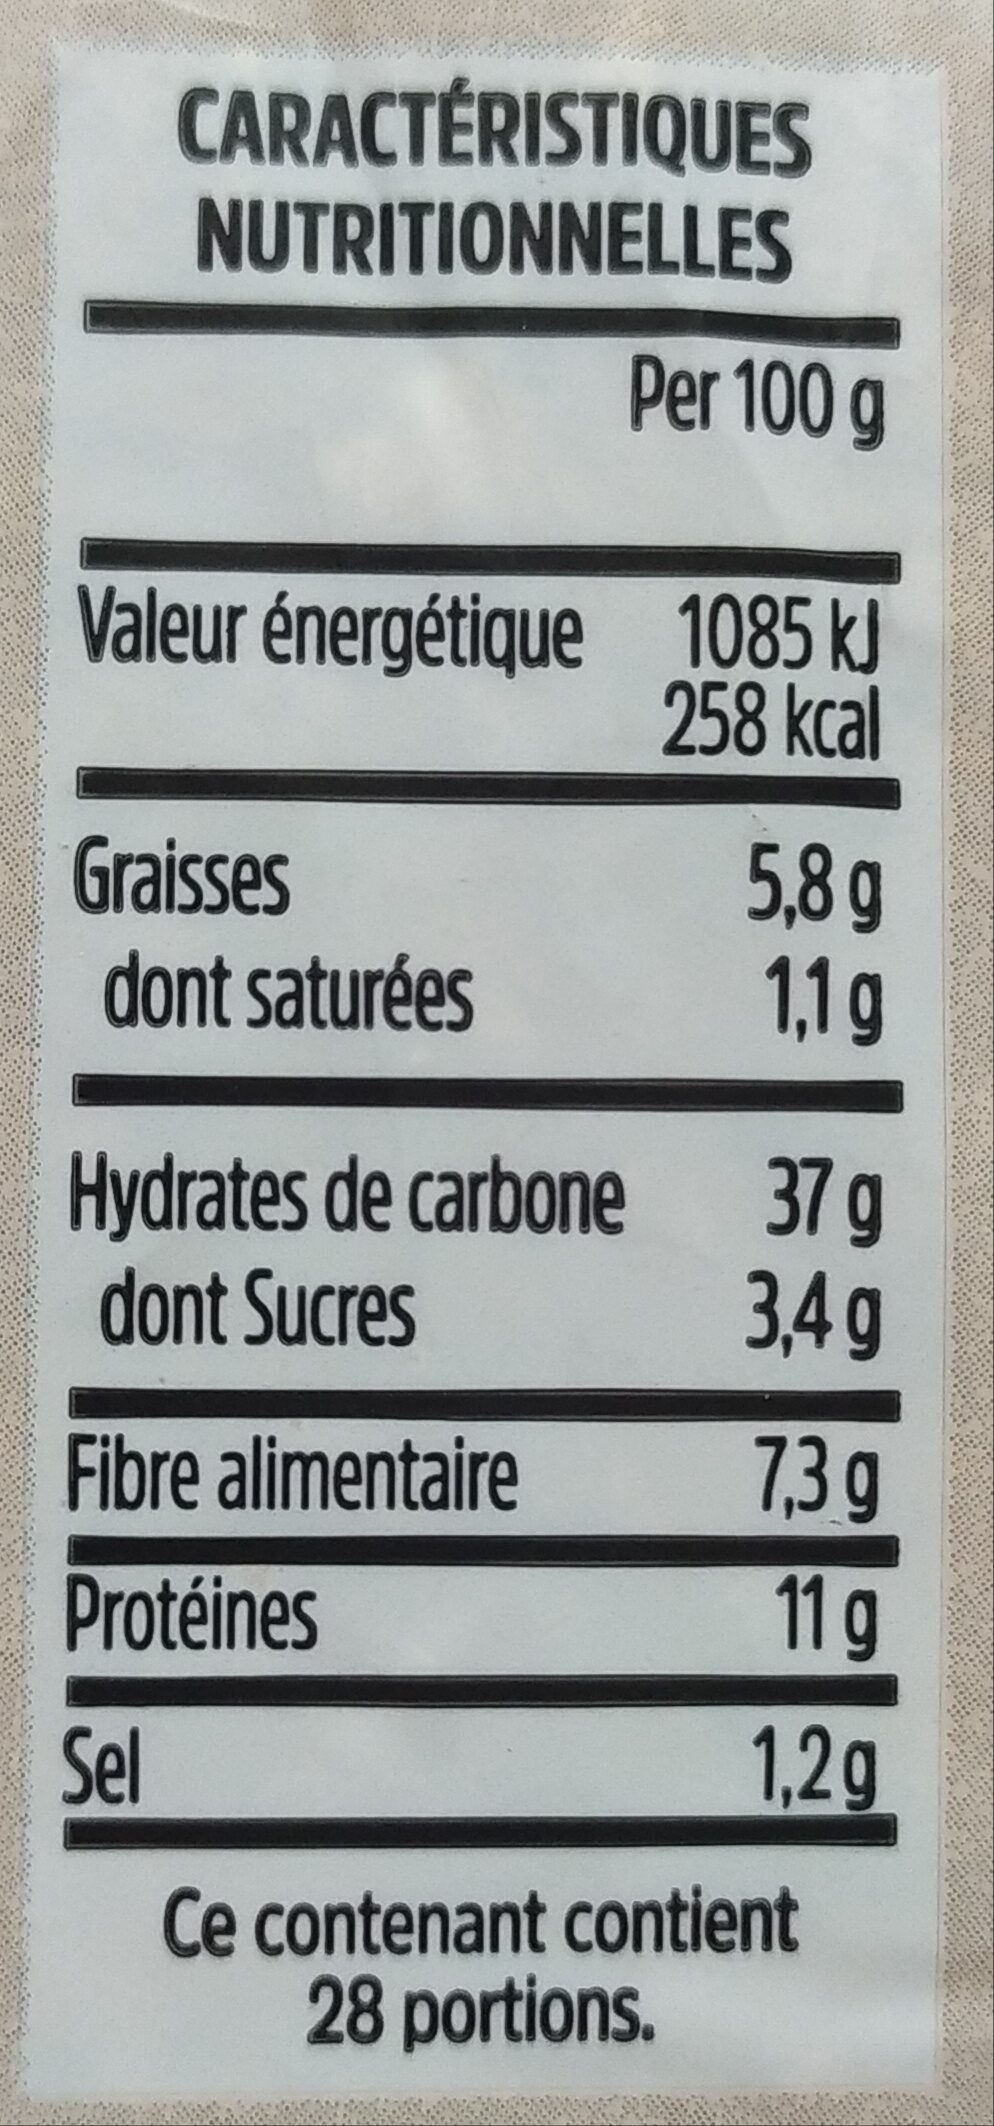 CARACTÉRISTIQUES
NUTRITIONNELLES
Per 100 g
Valeur énergétique 1085 kJ
258 kcal
Graisses 5,8 g
dont saturées 1,1 g
Hydrates de carbone 37 g
dont Sucres 3,4 g
Fibre alimentaire 7,3 g
Protéines 11 g
Sel 1,2 g
Ce contenant contient
28 portions.